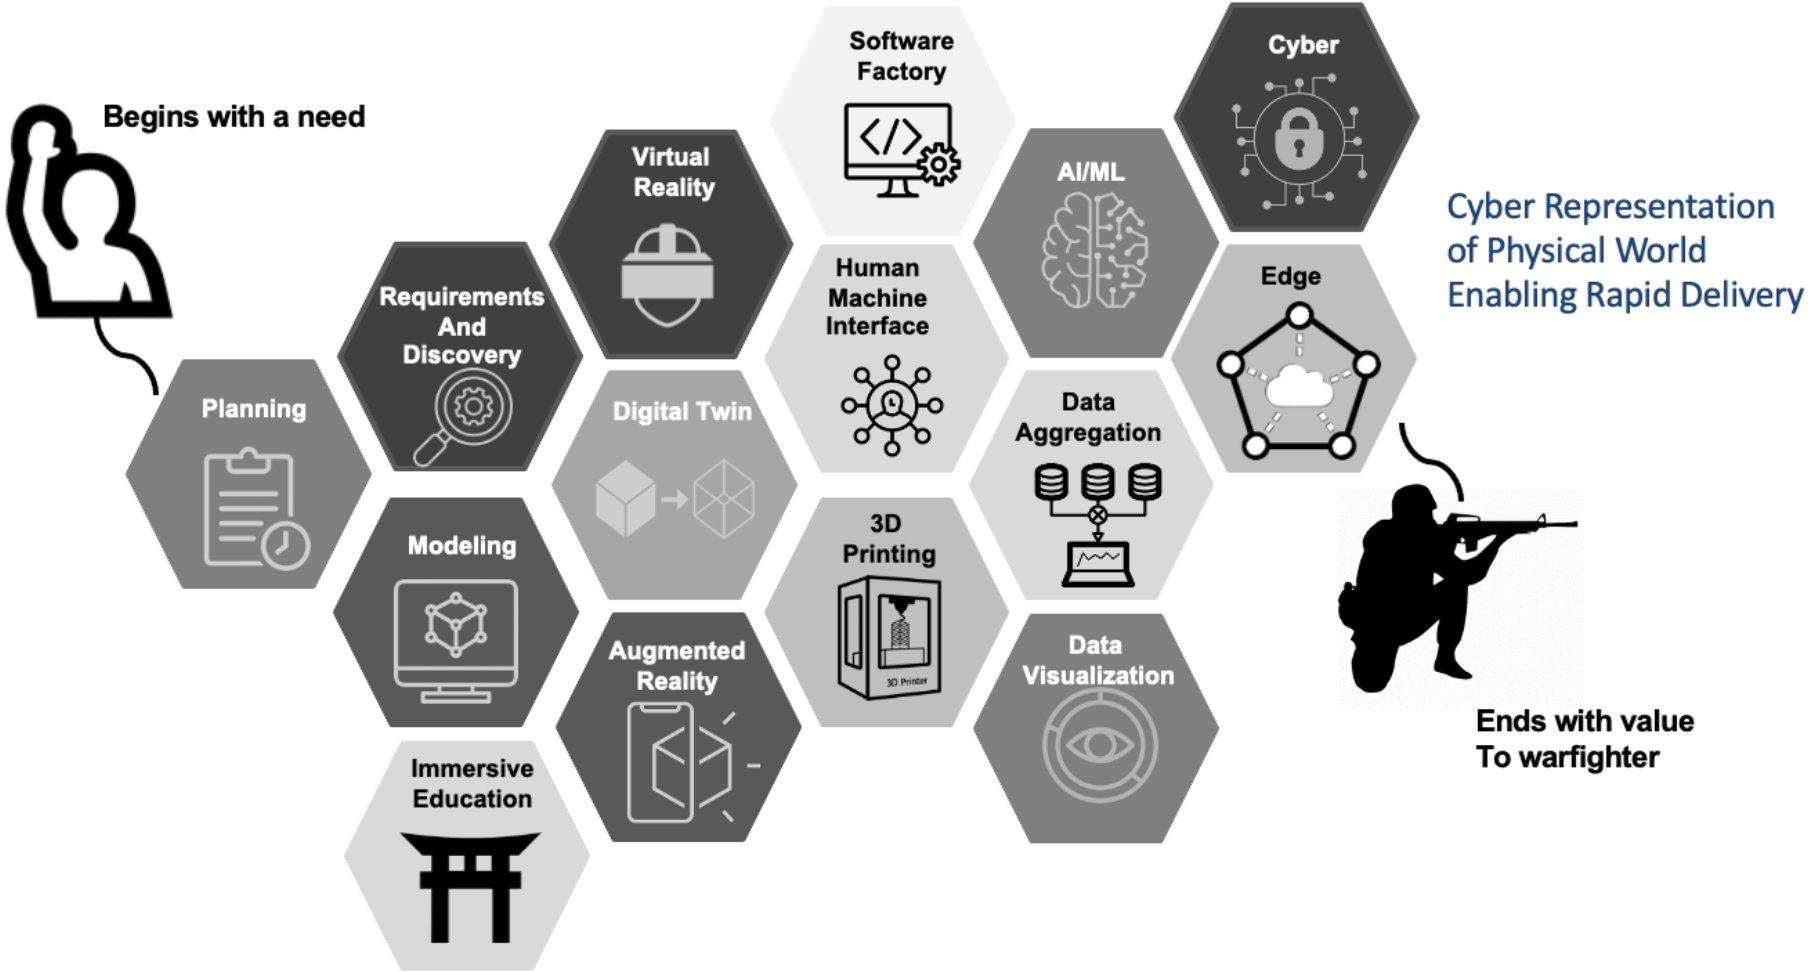 Begins with a need
Planning
Requirements
And
Discovery
Modeling
Immersive
Education
Virtual
Reality
Digital Twin
Augmented
Reality
Software
Factory
Human
Machine
Interface
3D
Printing
3D Printer
AI/ML
Data
Aggregation
Data
Visualization
Cyber
Edge
Cyber Representation
of Physical World
Enabling Rapid Delivery
Ends with value
To warfighter